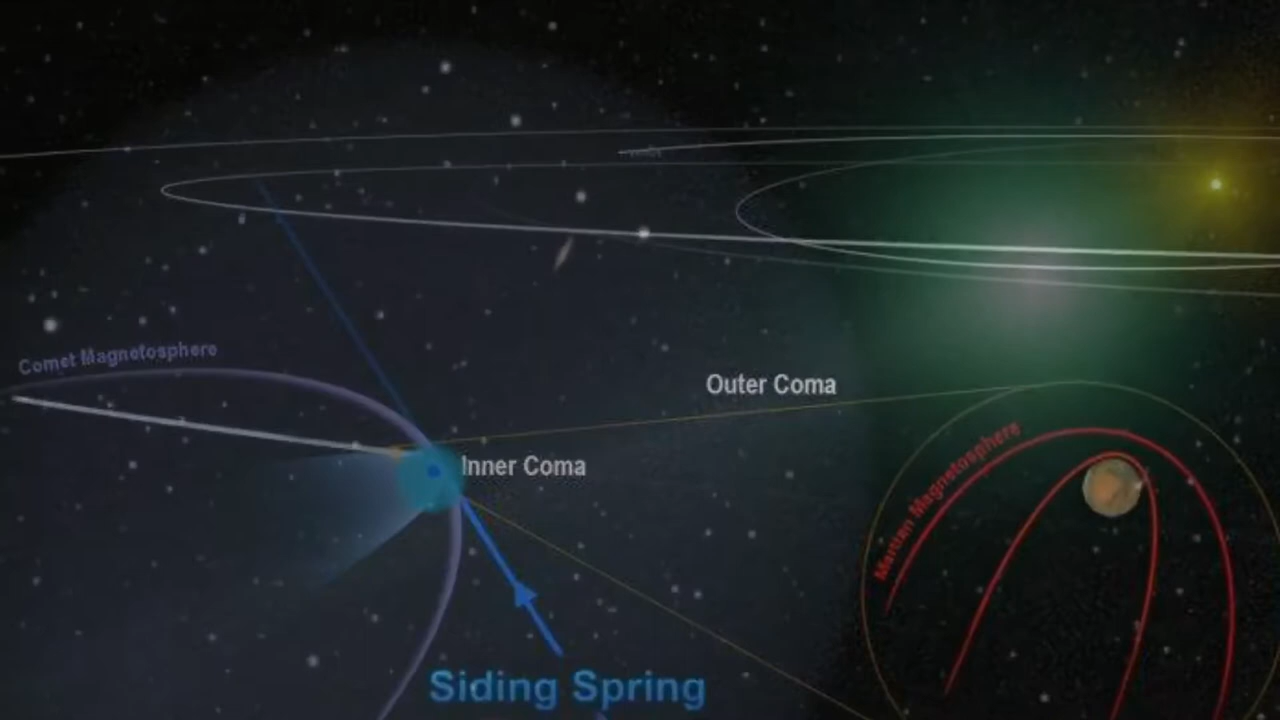 Comet Magnetosphere
Outer Coma
Inner Coma
Martian Magnetosphere
Siding Spring